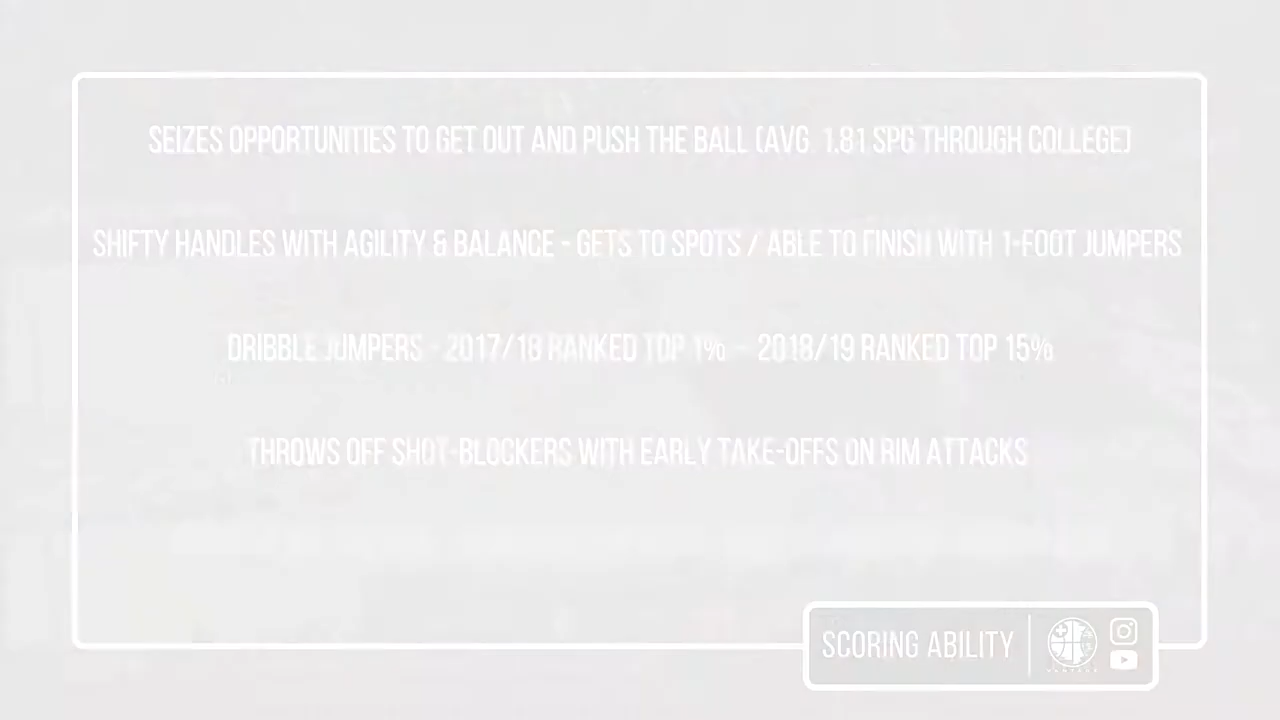 SEIZES OPPORTUNITIES TO GET OUT AND PUSH THE BALL (AVG. 1.81 SPG THROUGH COLLEGE)
SHIFTY HANDLES WITH AGILITY & BALANCE - GETS TO SPOTS / ABLE TO FINISH WITH 1-FOOT JUMPERS
DRIBBLE JUMPERS - 2017/18 RANKED TOP 1% - 2018/19 RANKED TOP 15%
THROWS OFF SHOT-BLOCKERS WITH EARLY TAKE-OFFS ON RIM ATTACKS
SCORING ABILITY